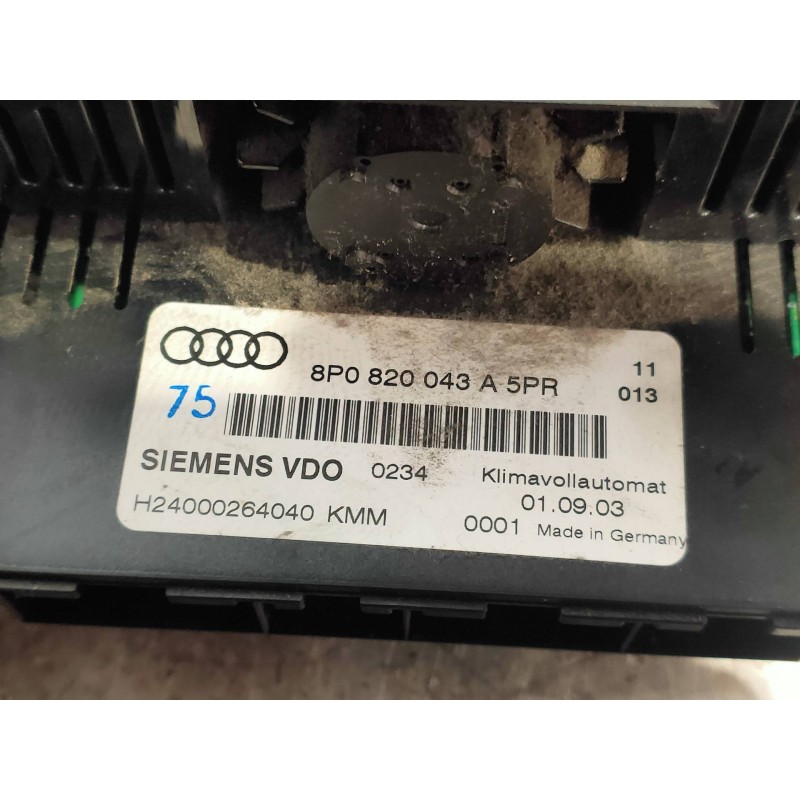 8P0 820 043 A 5PR
11
013
75
SIEMENS VDO 0234 Klimavollautomat
01.09.03
H24000264040 KMM 0001 Made in Germany